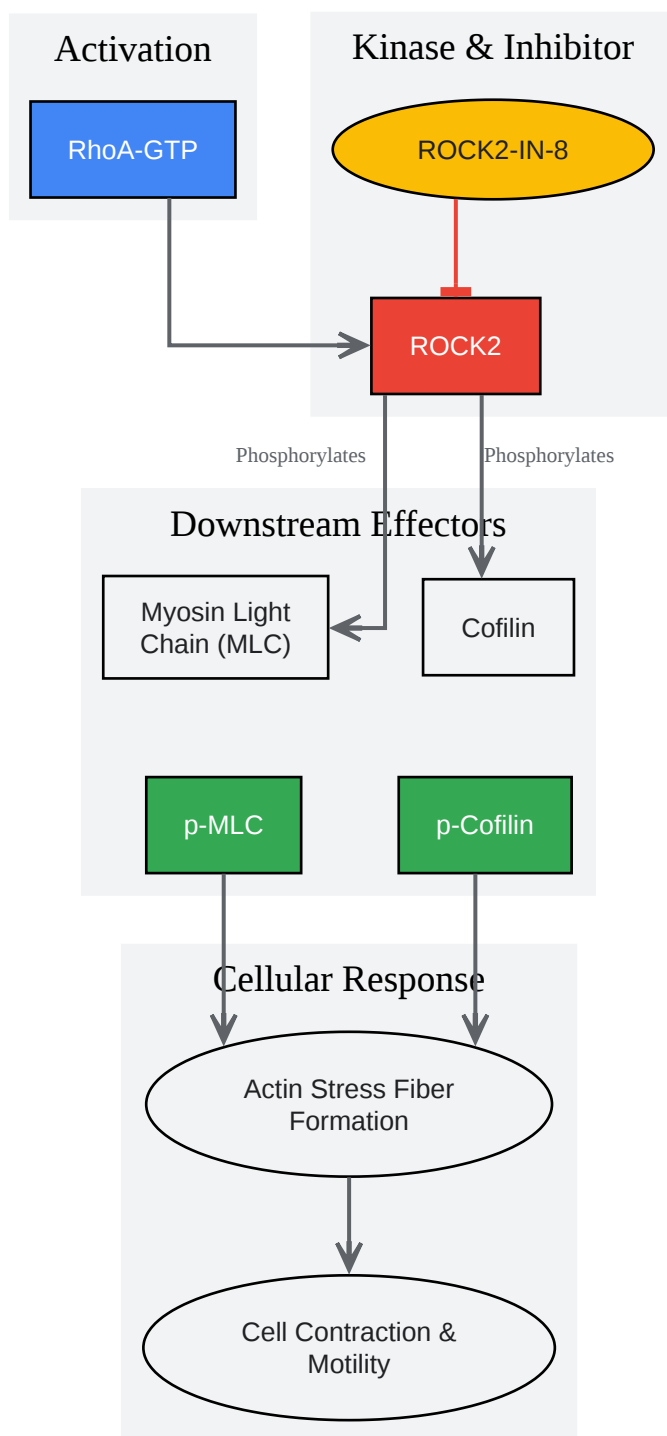 Activation
Kinase & Inhibitor
RhoA-GTP
ROCK2-IN-8
ROCK2
Phosphorylates
Phosphorylates
Downstream Effectors
Myosin Light
Chain (MLC)
Cofilin
p-MLC
p-Cofilin
Cellular Response
Actin Stress Fiber
Formation
Cell Contraction &
Motility